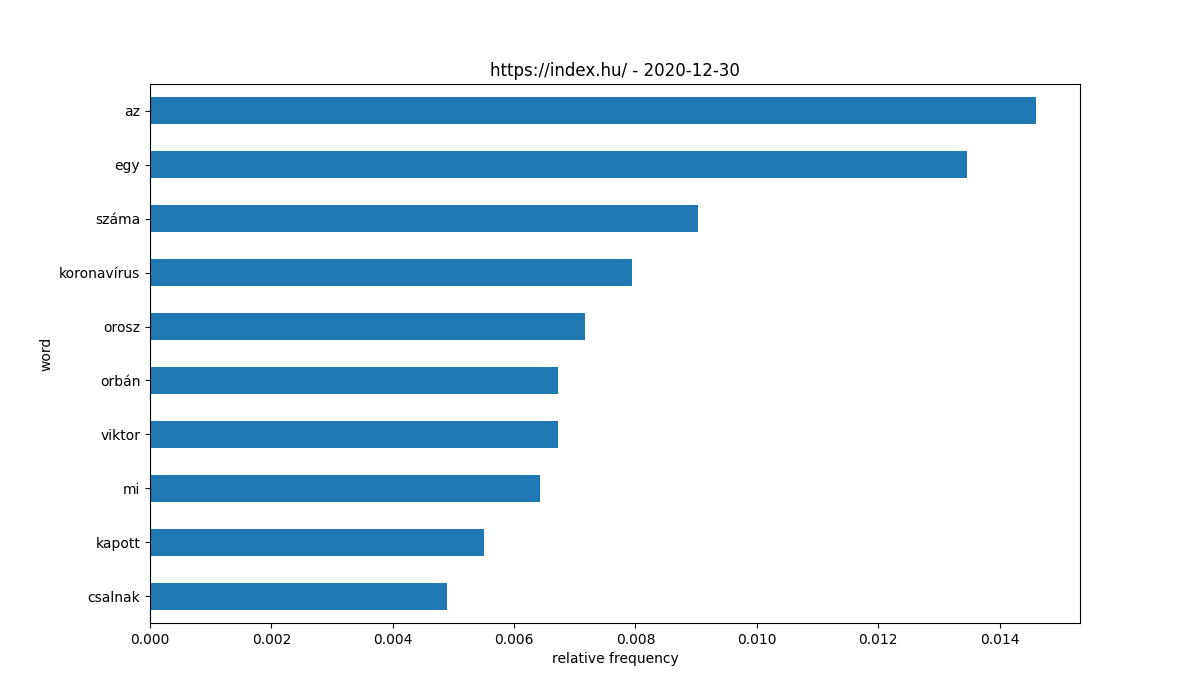 https://index.hu/ - 2020-12-30
az
egy
száma
koronavírus
orosz
orbán
viktor
mi
kapott
csalnak
word
0.000 0.002 0.004 0.006 0.008 0.010 0.012 0.014
relative frequency